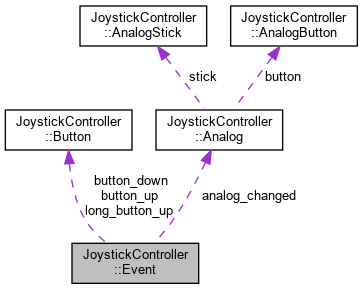 JoystickController
::AnalogStick
JoystickController
::AnalogButton
stick
button
JoystickController
::Button
JoystickController
::Analog
button_down
button_up
long_button_up
analog_changed
JoystickController
::Event